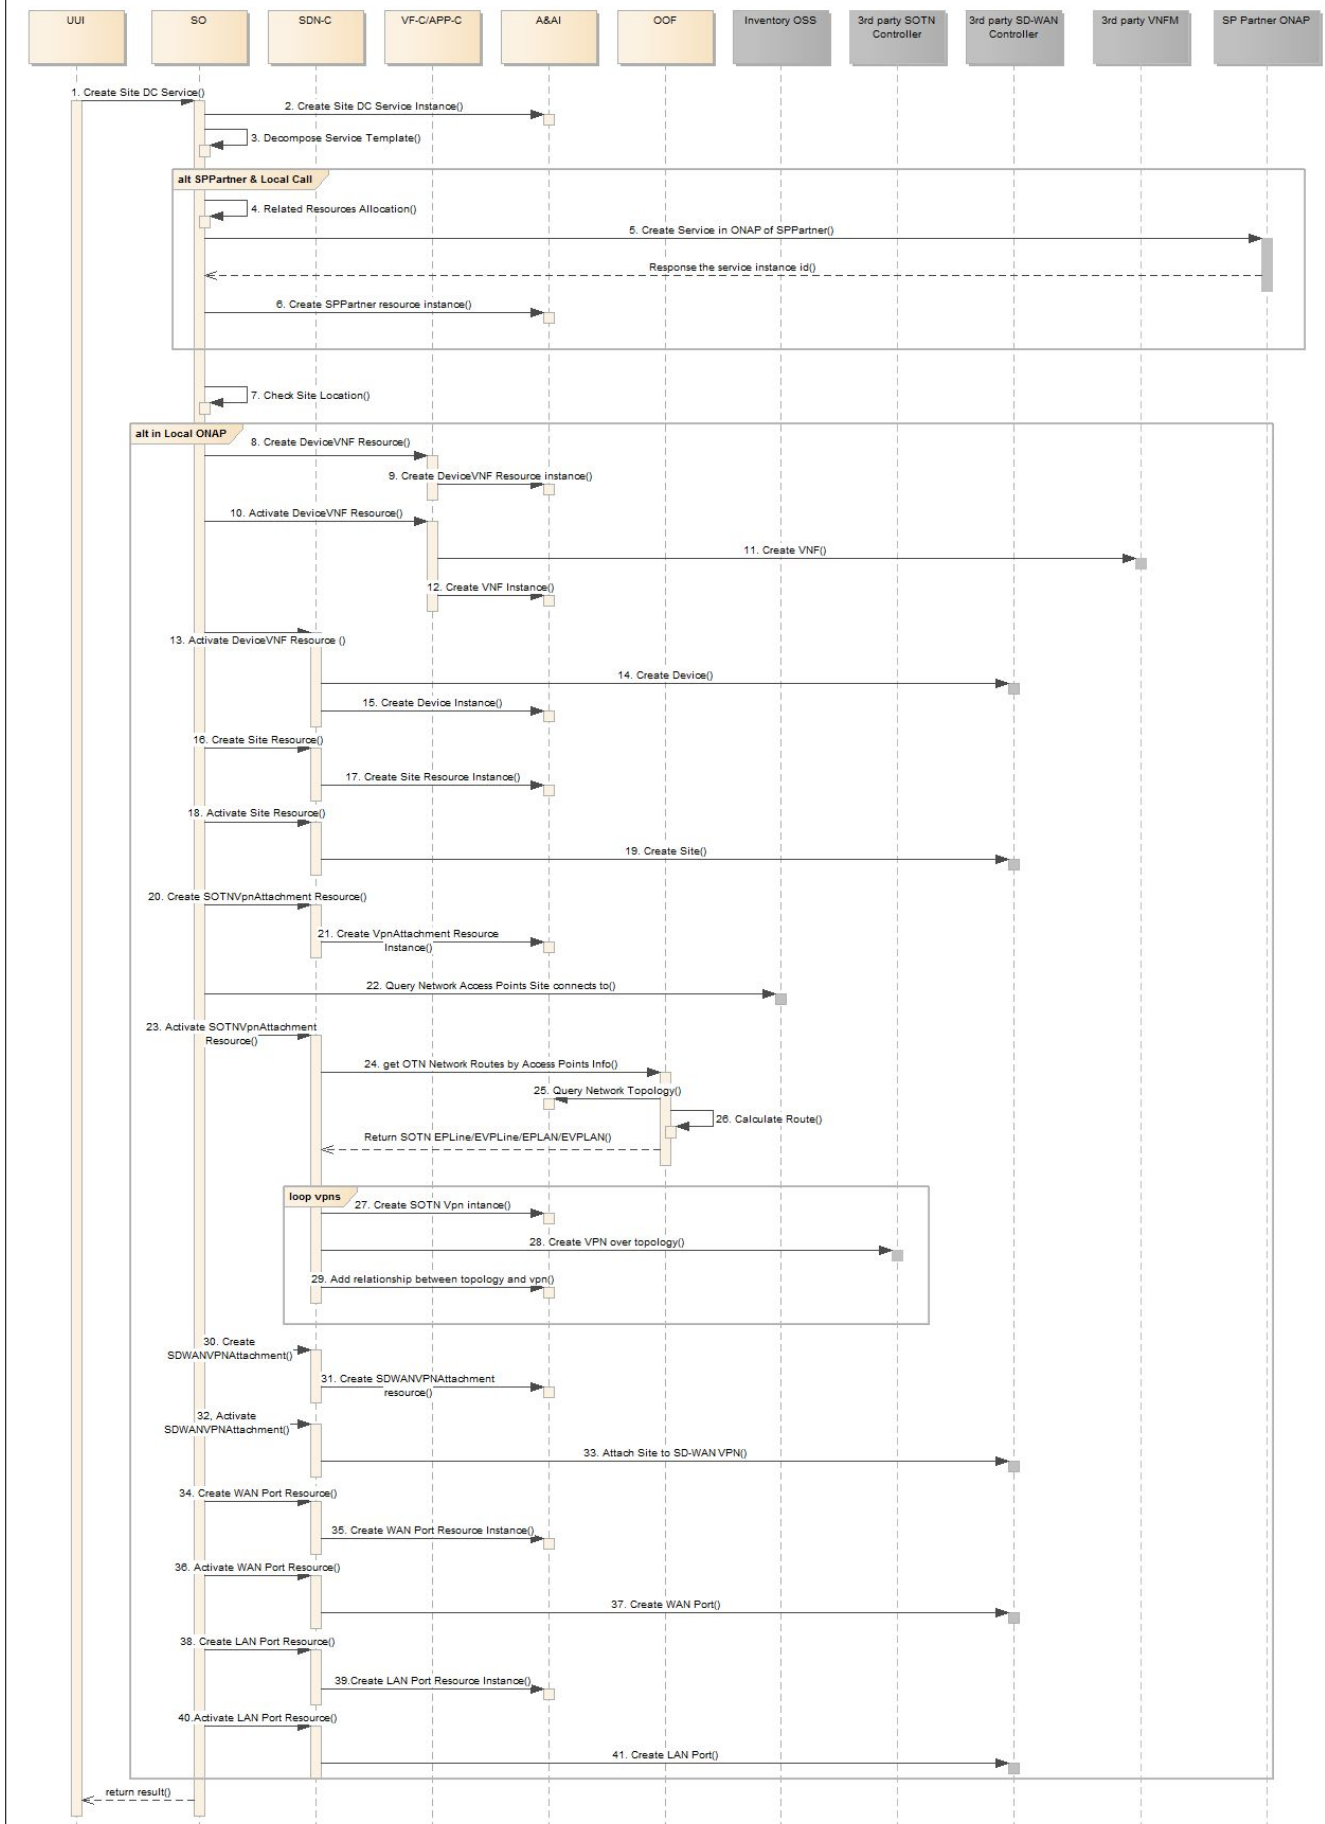 UUI
SO
SDN-C
VF-C/APP-C
A&AI
OOF
Inventory OSS
3rd party SOTN
Controller
3rd party SD-WAN
Controller
3rd party VNFM
SP Partner ONAP
1. Create Site DC Service()
2. Create Site DC Service Instance()
3. Decompose Service Template()
alt SPPartner & Local Call
4. Related Resources Allocation()
5. Create Service in ONAP of SPPartner()
Response the service instance id()
6. Create SPPartner resource instance()
7. Check Site Location()
alt in Local ONAP
8. Create DeviceVNF Resource()
9. Create DeviceVNF Resource instance()
10. Activate DeviceVNF Resource()
11. Create VNF()
12. Create VNF Instance()
13. Activate DeviceVNF Resource ()
14. Create Device()
15. Create Device Instance()
16. Create Site Resource()
17. Create Site Resource Instance()
18. Activate Site Resource()
19. Create Site()
20. Create SOTNVpnAttachment Resource()
21. Create VpnAttachment Resource
Instance()
22. Query Network Access Points Site connects to()
23. Activate SOTNVpnAttachment
Resource()
24. get OTN Network Routes by Access Points Info()
25. Query Network Topology()
26. Calculate Route()
Return SOTN EPLine/EVPLine/EPLAN/EVPLAN()
loop vpns
27. Create SOTN Vpn intance()
28. Create VPN over topology()
29. Add relationship between topology and vpn()
30. Create
SDWANVPNAttachment()
31. Create SDWANVPNAttachment
resource()
32, Activate
SDWANVPNAttachment()
33. Attach Site to SD-WAN VPN()
34. Create WAN Port Resource()
35. Create WAN Port Resource Instance()
36. Activate WAN Port Resource()
37. Create WAN Port()
38. Create LAN Port Resource()
39.Create LAN Port Resource Instance()
40.Activate LAN Port Resource()
41. Create LAN Port()
return result()